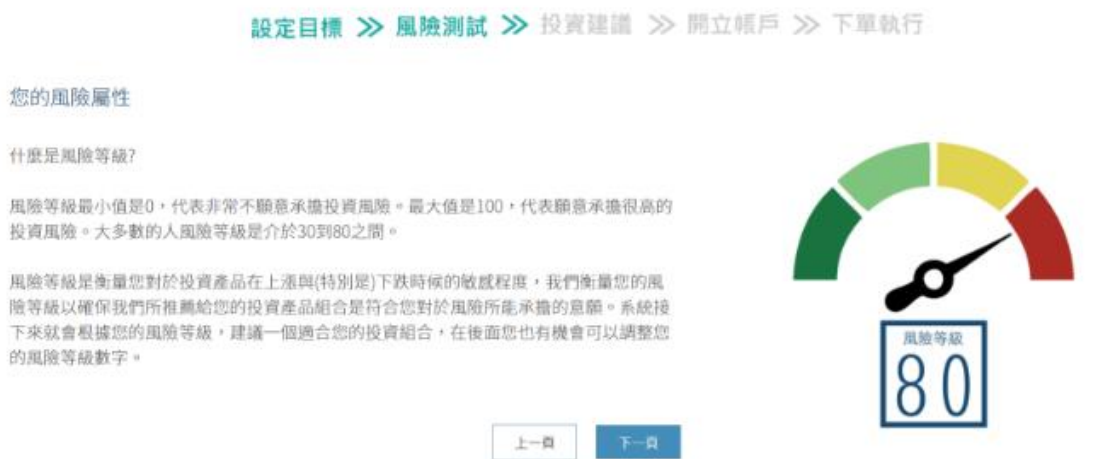 設定目標 >> 風險測試 >> 投資建議 >> 開立帳戶 >> 下單執行
您的風險屬性
什麼是風險等級?
風險等級最小值是0，代表非常不願意承擔投資風險。最大值是100，代表願意承擔很高的
投資風險。大多數的人風險等級是介於30到80之間。
風險等級是衡量您對於投資產品在上漲與(特別是)下跌時候的敏感程度，我們衡量您的風
險等級以確保我們所推薦給您的投資產品組合是符合您對於風險所能承擔的意願。系統接
下來就會根據您的風險等級，建議一個適合您的投資組合，在後面您也有機會可以調整您
的風險等級數字。
風險等級
80
上一頁 下一頁